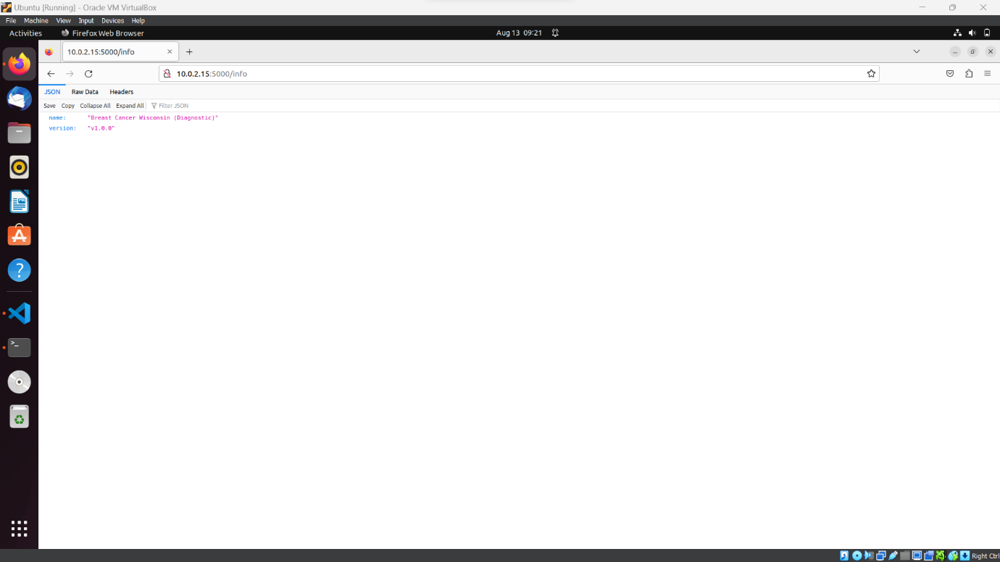 Ubuntu [Running] - Oracle VM VirtualBox
File Machine View Input Devices Help
Activities Firefox Web Browser Aug 13 09:21
10.0.2.15:5000/info
10.0.2.15:5000/info
JSON Raw Data Headers
Save Copy Collapse All Expand All Filter JSON
name: "Breast Cancer Wisconsin (Diagnostic)"
version: "v1.0.0"
Right Ctrl